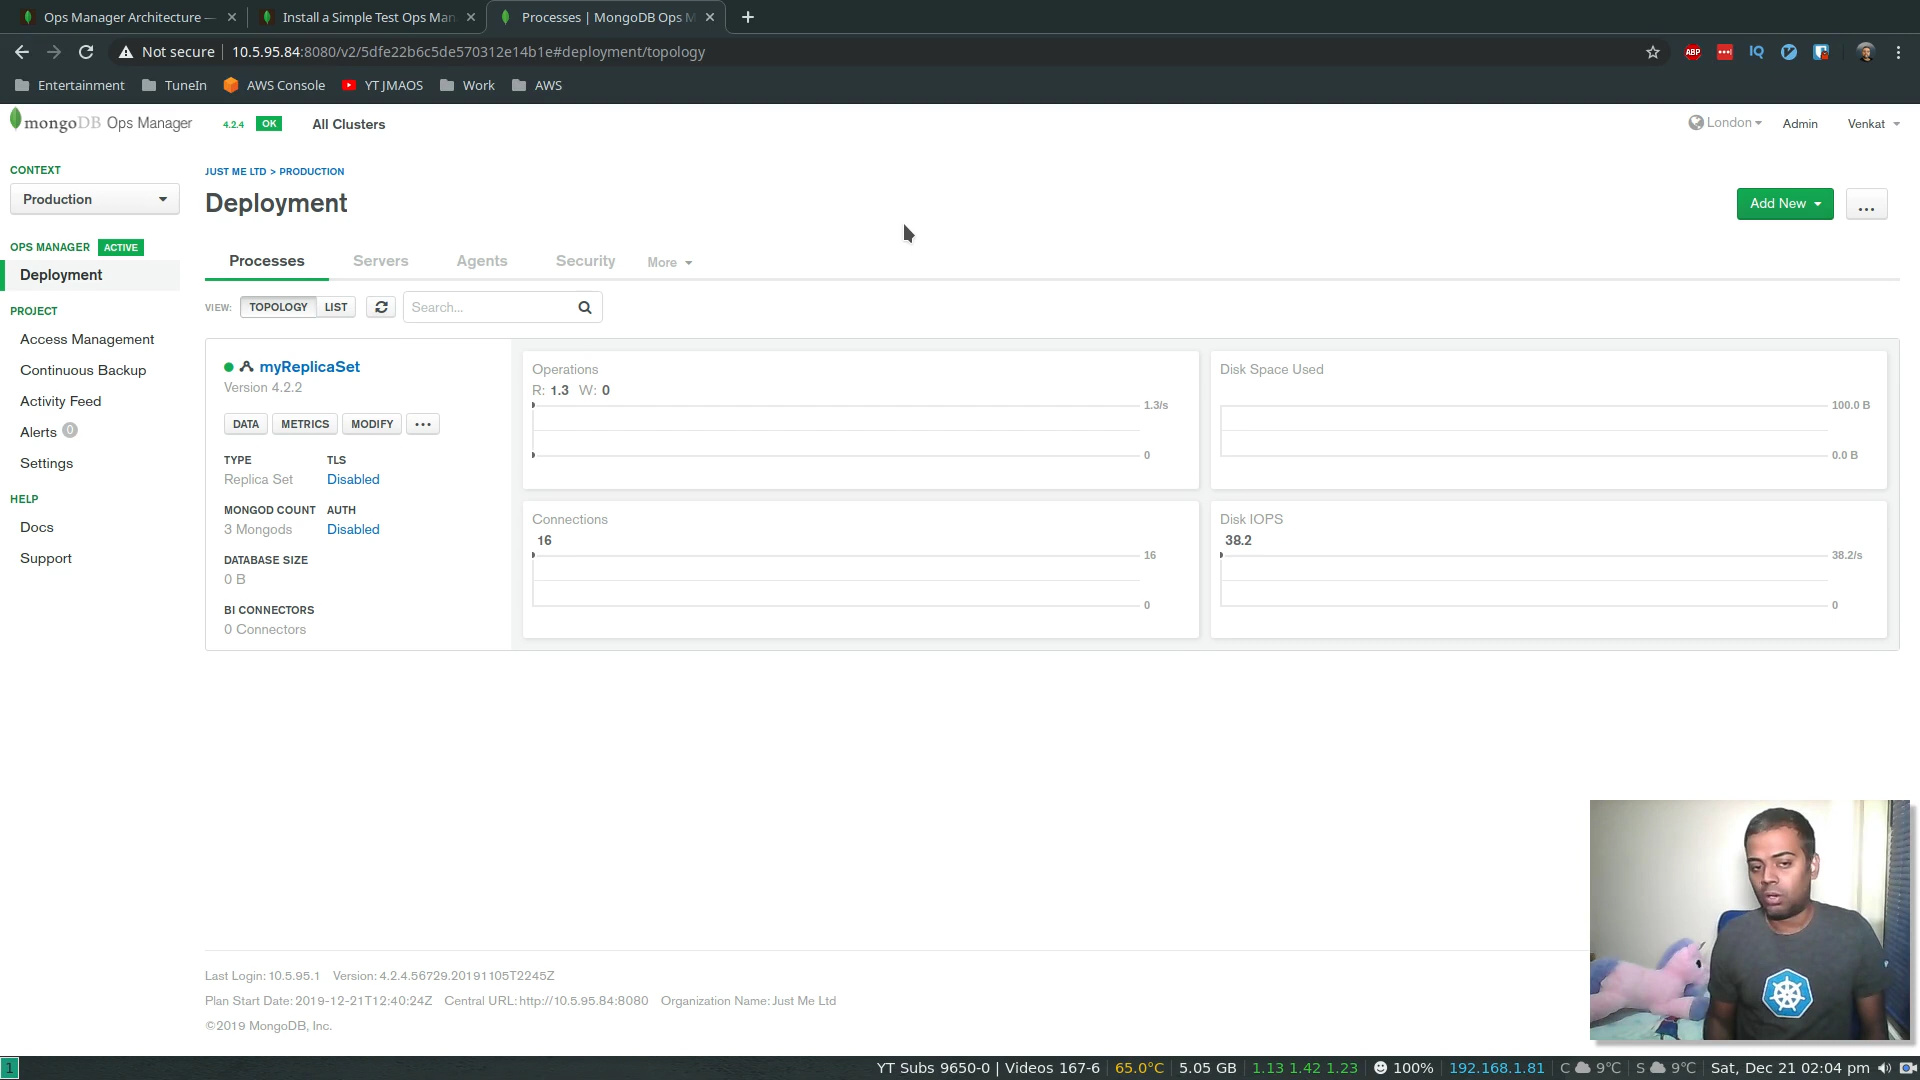 Ops Manager Architecture —
Install a Simple Test Ops Man
Processes | MongoDB Ops M
Not secure
10.5.95.84:8080/v2/5dfe22b6c5de570312e14b1e#deployment/topology
ABP
IQ
Entertainment
TuneIn
AWS Console
YT JMAOS
Work
AWS
mongoDB Ops Manager
4.2.4
OK
All Clusters
London
Admin
Venkat
CONTEXT
Production
OPS MANAGER
ACTIVE
Deployment
PROJECT
Access Management
Continuous Backup
Activity Feed
Alerts 0
Settings
HELP
Docs
Support
JUST ME LTD > PRODUCTION
Deployment
Add New
...
Processes
Servers
Agents
Security
More
VIEW:
TOPOLOGY
LIST
Search...
myReplicaSet
Version 4.2.2
DATA
METRICS
MODIFY
TYPE
TLS
Replica Set
Disabled
MONGOD COUNT
AUTH
3 Mongods
Disabled
DATABASE SIZE
0 B
BI CONNECTORS
0 Connectors
Operations
R: 1.3 W: 0
1.3/s
0
Disk Space Used
100.0 B
0.0 B
Connections
16
16
0
Disk IOPS
38.2
38.2/s
0
Last Login: 10.5.95.1 Version: 4.2.4.56729.20191105T2245Z
Plan Start Date: 2019-12-21T12:40:24Z Central URL: http://10.5.95.84:8080 Organization Name: Just Me Ltd
©2019 MongoDB, Inc.
1
YT Subs 9650-0 | Videos 167-6 | 65.0°C | 5.05 GB | 1.13 1.42 1.23 | 100% | 192.168.1.81 | C 9°C | S 9°C | Sat, Dec 21 02:04 pm